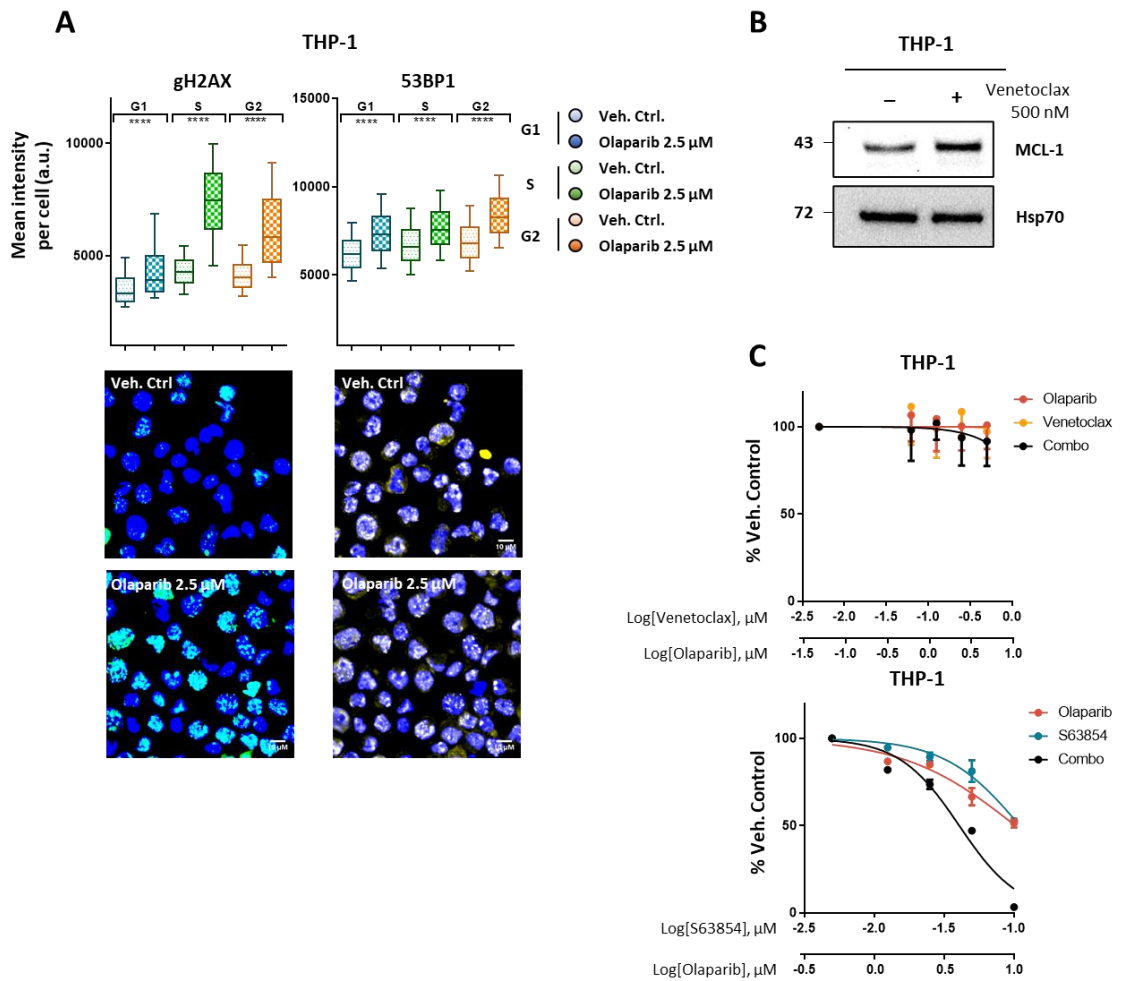 A
THP-1
gH2AX
53BP1
Mean intensity
per cell (a.u.)
10000
5000
G1
S
G2
****
****
****
15000
10000
5000
G1
S
G2
****
****
****
G1
Veh. Ctrl.
Olaparib 2.5 µM
S
Veh. Ctrl.
Olaparib 2.5 µM
G2
Veh. Ctrl.
Olaparib 2.5 µM
Veh. Ctrl
Veh. Ctrl
10 µM
Olaparib 2.5 µM
10 µM
Olaparib 2.5 µM
10 µM
B
THP-1
– + Venetoclax
500 nM
43
MCL-1
72
Hsp70
C
THP-1
% Veh. Control
100
50
0
Olaparib
Venetoclax
Combo
-2.5 -2.0 -1.5 -1.0 -0.5 0.0
Log[Venetoclax], µM
Log[Olaparib], µM
-1.5 -1.0 -0.5 0.0 0.5 1.0
THP-1
% Veh. Control
100
50
0
Olaparib
S63854
Combo
Log[S63854], µM
-2.5 -2.0 -1.5 -1.0
Log[Olaparib], µM
-0.5 0.0 0.5 1.0